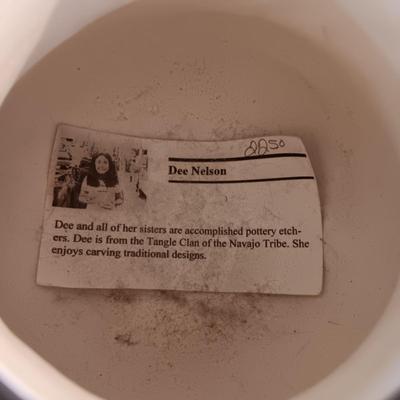 2250
Dee Nelson
Dee and all of her sisters are accomplished pottery etch-
ers. Dee is from the Tangle Clan of the Navajo Tribe. She
enjoys carving traditional designs.